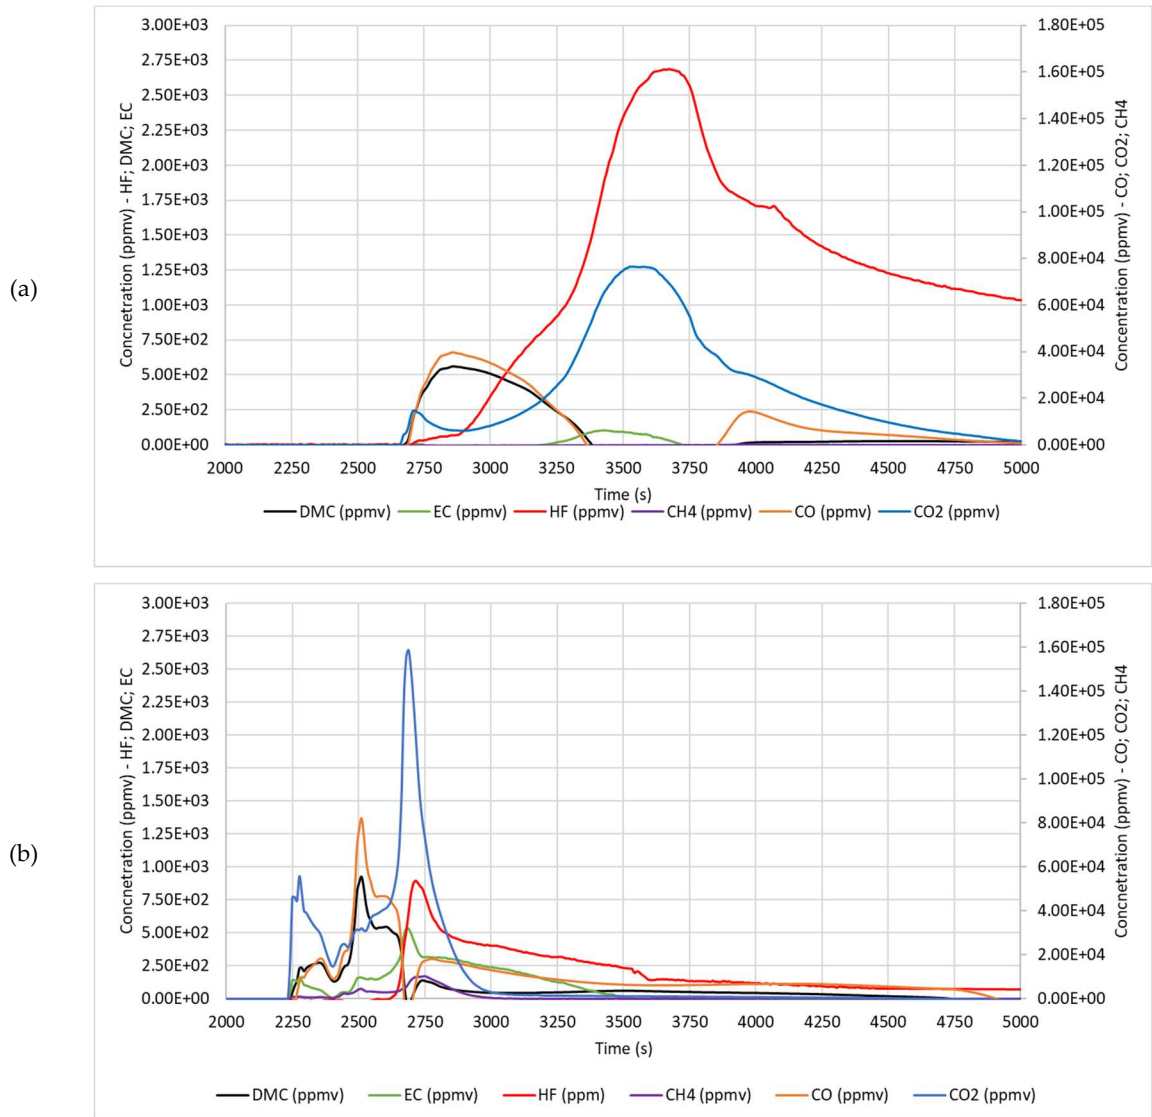 (a)
3.00E+03 2.75E+03 2.50E+03 2.25E+03 2.00E+03 1.75E+03 1.50E+03 1.25E+03 1.00E+03 7.50E+02 5.00E+02 2.50E+02 0.00E+00
Concnetration (ppmv) - HF; DMC; EC
1.80E+05 1.60E+05 1.40E+05 1.20E+05 1.00E+05 8.00E+04 6.00E+04 4.00E+04 2.00E+04 0.00E+00
Concentration (ppmv) - CO; CO2; CH4
2000 2250 2500 2750 3000 3250 3500 3750 4000 4250 4500 4750 5000
Time (s)
DMC (ppmv) EC (ppmv) HF (ppmv) CH4 (ppmv) CO (ppmv) CO2 (ppmv)
(b)
3.00E+03 2.75E+03 2.50E+03 2.25E+03 2.00E+03 1.75E+03 1.50E+03 1.25E+03 1.00E+03 7.50E+02 5.00E+02 2.50E+02 0.00E+00
Concnetration (ppmv) - HF; DMC; EC
1.80E+05 1.60E+05 1.40E+05 1.20E+05 1.00E+05 8.00E+04 6.00E+04 4.00E+04 2.00E+04 0.00E+00
Concentration (ppmv) - CO; CO2; CH4
2000 2250 2500 2750 3000 3250 3500 3750 4000 4250 4500 4750 5000
Time (s)
DMC (ppmv) EC (ppmv) HF (ppm) CH4 (ppmv) CO (ppmv) CO2 (ppmv)